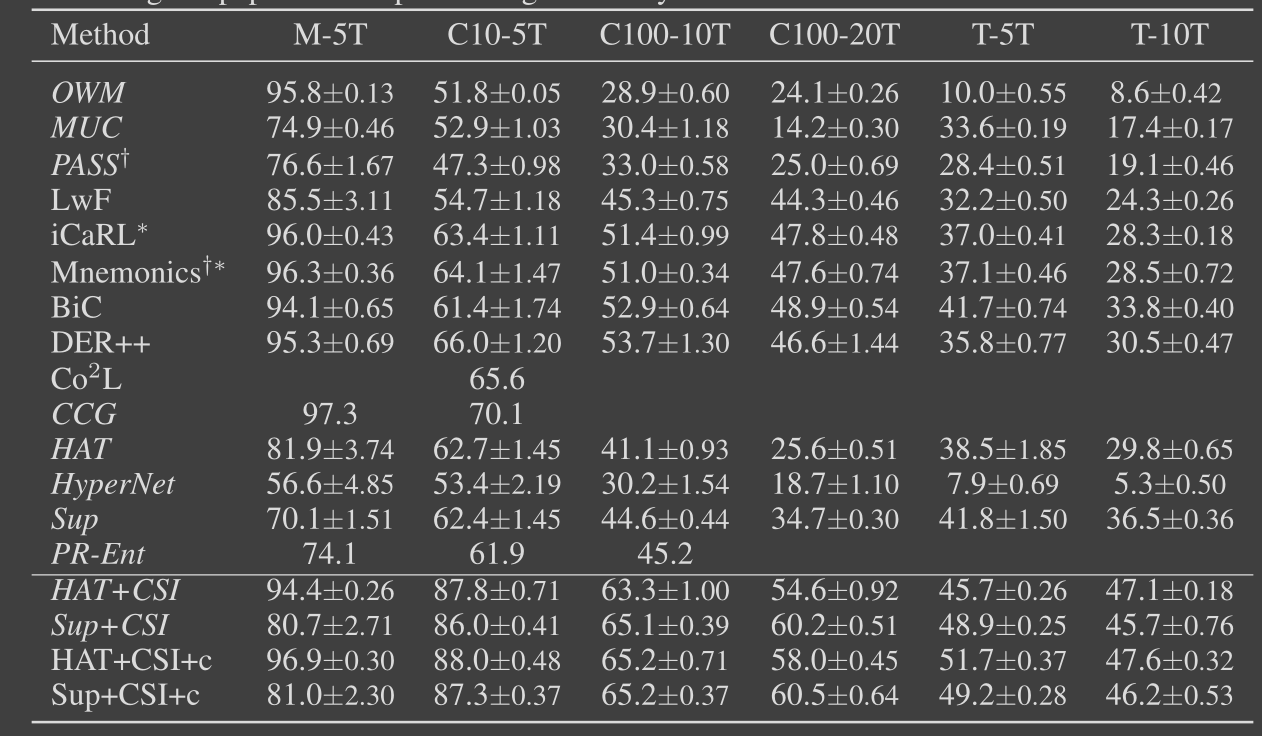 Method M-5T C10-5T C100-10T C100-20T T-5T T-10T
OWM 95.8±0.13 51.8±0.05 28.9±0.60 24.1±0.26 10.0±0.55 8.6±0.42
MUC 74.9±0.46 52.9±1.03 30.4±1.18 14.2±0.30 33.6±0.19 17.4±0.17
PASS† 76.6±1.67 47.3±0.98 33.0±0.58 25.0±0.69 28.4±0.51 19.1±0.46
LwF 85.5±3.11 54.7±1.18 45.3±0.75 44.3±0.46 32.2±0.50 24.3±0.26
iCaRL* 96.0±0.43 63.4±1.11 51.4±0.99 47.8±0.48 37.0±0.41 28.3±0.18
Mnemonics†* 96.3±0.36 64.1±1.47 51.0±0.34 47.6±0.74 37.1±0.46 28.5±0.72
BiC 94.1±0.65 61.4±1.74 52.9±0.64 48.9±0.54 41.7±0.74 33.8±0.40
DER++ 95.3±0.69 66.0±1.20 53.7±1.30 46.6±1.44 35.8±0.77 30.5±0.47
Co²L 65.6
CCG 97.3 70.1
HAT 81.9±3.74 62.7±1.45 41.1±0.93 25.6±0.51 38.5±1.85 29.8±0.65
HyperNet 56.6±4.85 53.4±2.19 30.2±1.54 18.7±1.10 7.9±0.69 5.3±0.50
Sup 70.1±1.51 62.4±1.45 44.6±0.44 34.7±0.30 41.8±1.50 36.5±0.36
PR-Ent 74.1 61.9 45.2
HAT+CSI 94.4±0.26 87.8±0.71 63.3±1.00 54.6±0.92 45.7±0.26 47.1±0.18
Sup+CSI 80.7±2.71 86.0±0.41 65.1±0.39 60.2±0.51 48.9±0.25 45.7±0.76
HAT+CSI+c 96.9±0.30 88.0±0.48 65.2±0.71 58.0±0.45 51.7±0.37 47.6±0.32
Sup+CSI+c 81.0±2.30 87.3±0.37 65.2±0.37 60.5±0.64 49.2±0.28 46.2±0.53